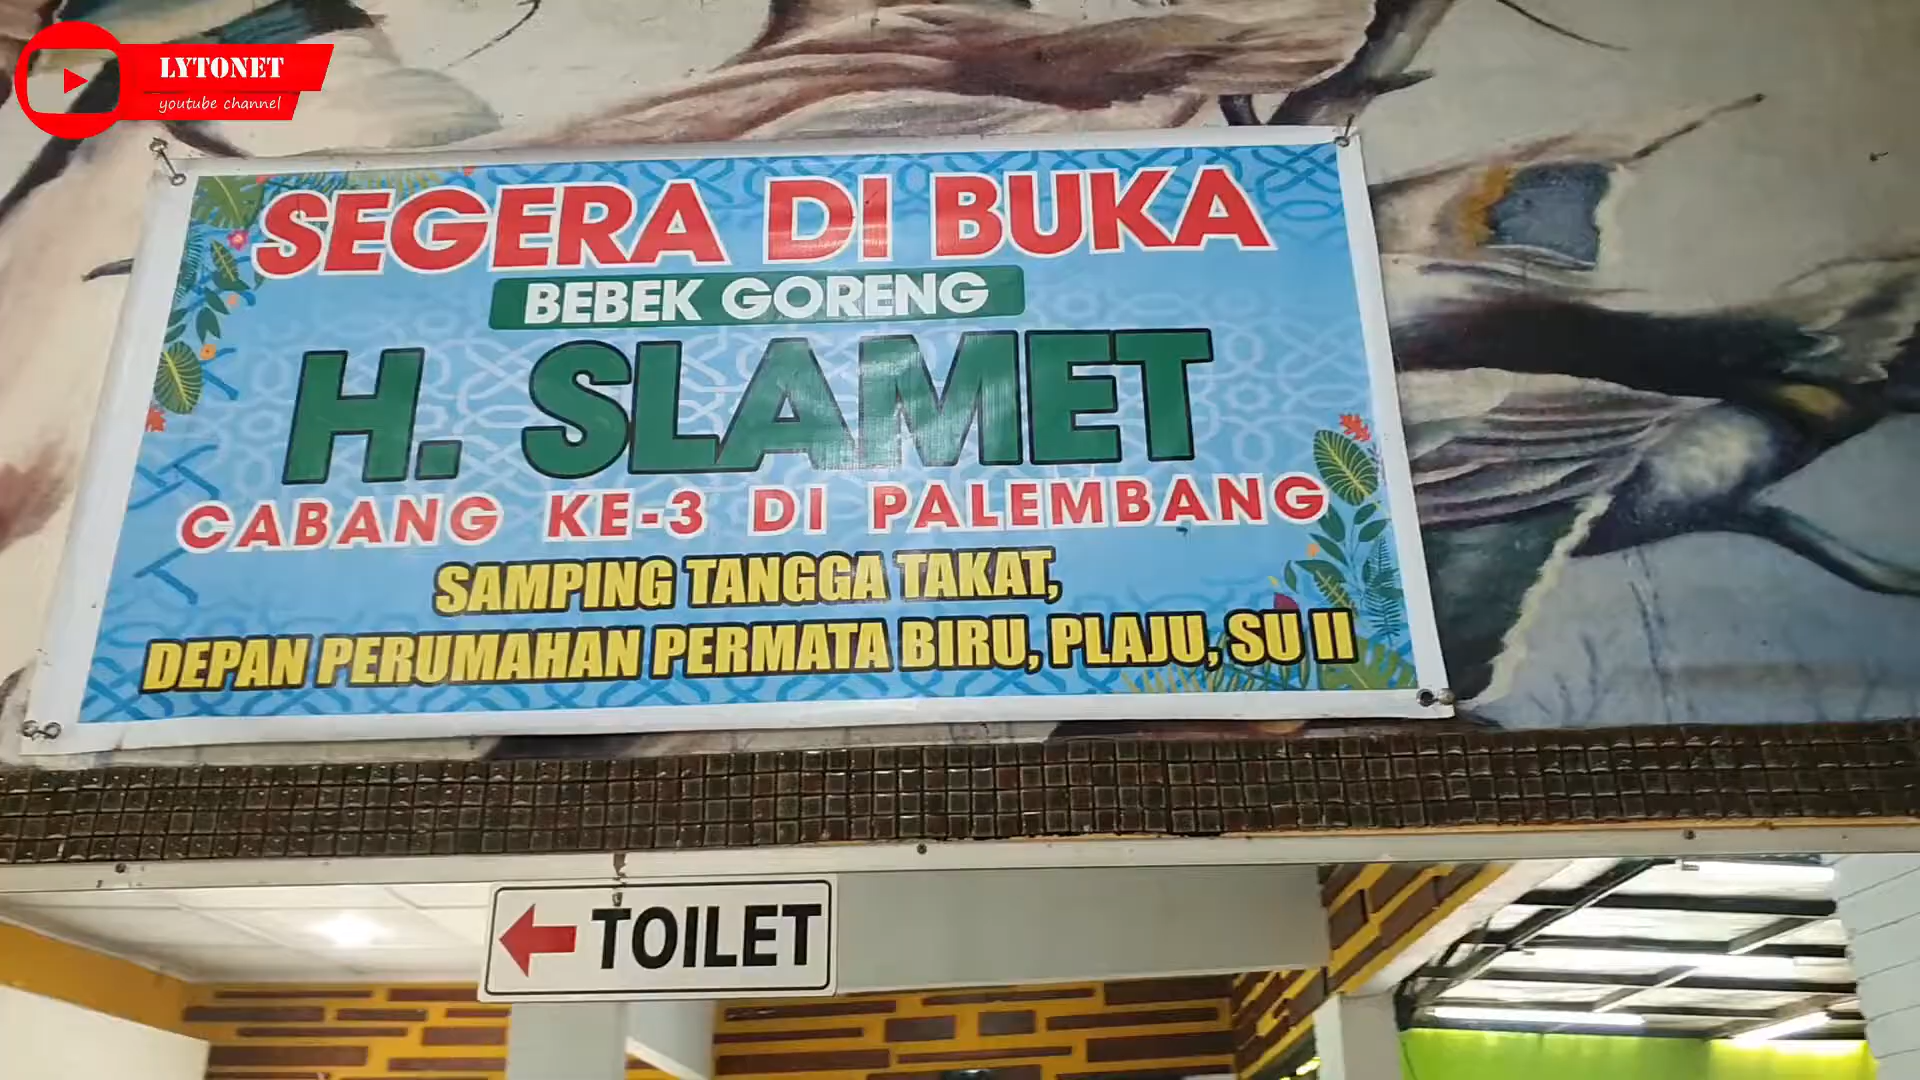 LYTONET
youtube channel
SEGERA DI BUKA
BEBEK GORENG
H. SLAMET
CABANG KE-3 DI PALEMBANG
SAMPING TANGGA TAKAT,
DEPAN PERUMAHAN PERMATA BIRU, PLAJU, SU II
TOILET